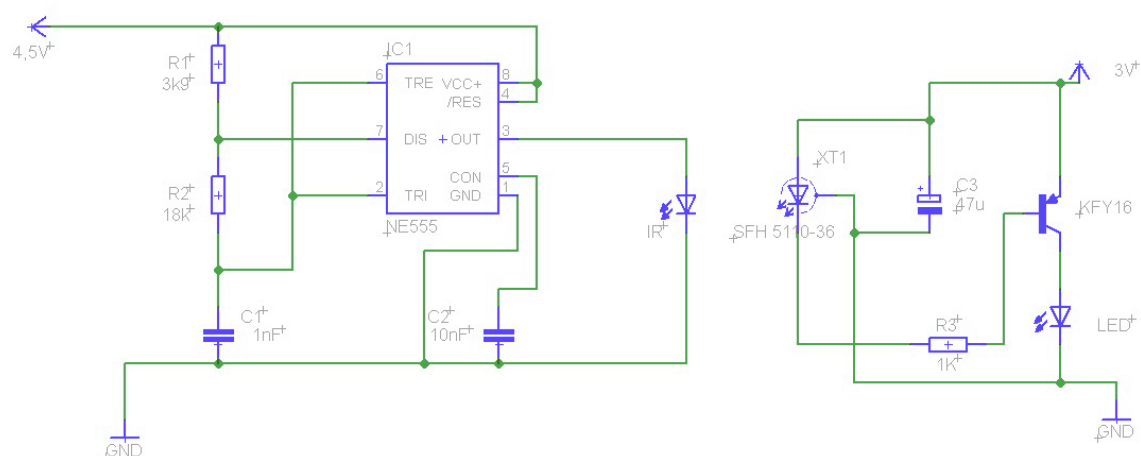 4,5V
R1
3k9
R2
18k
C1
1nF
GND
IC1
6 TRE VCC+ 8
/RES 4
7 DIS OUT 3
CON 5
2 TRI GND 1
NE555
C2
10nF
IR
3V
XT1
SFH 5110-36
C3
47u
KFY16
R3
1K
LED
GND